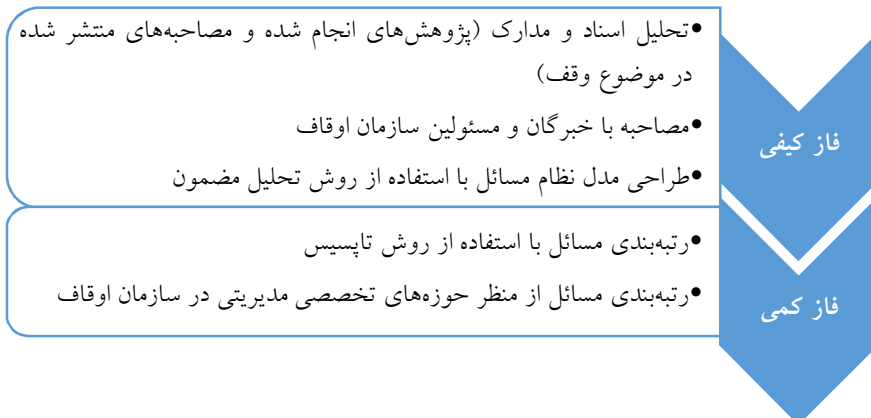 •تحلیل اسناد و مدارک (پژوهش‌های انجام شده و مصاحبه‌های منتشر شده
در موضوع وقف)
•مصاحبه با خبرگان و مسئولین سازمان اوقاف
•طراحی مدل نظام مسائل با استفاده از روش تحلیل مضمون
فاز کیفی
•رتبه‌بندی مسائل با استفاده از روش تاپسیس
•رتبه‌بندی مسائل از منظر حوزه‌های تخصصی مدیریتی در سازمان اوقاف
فاز کمی